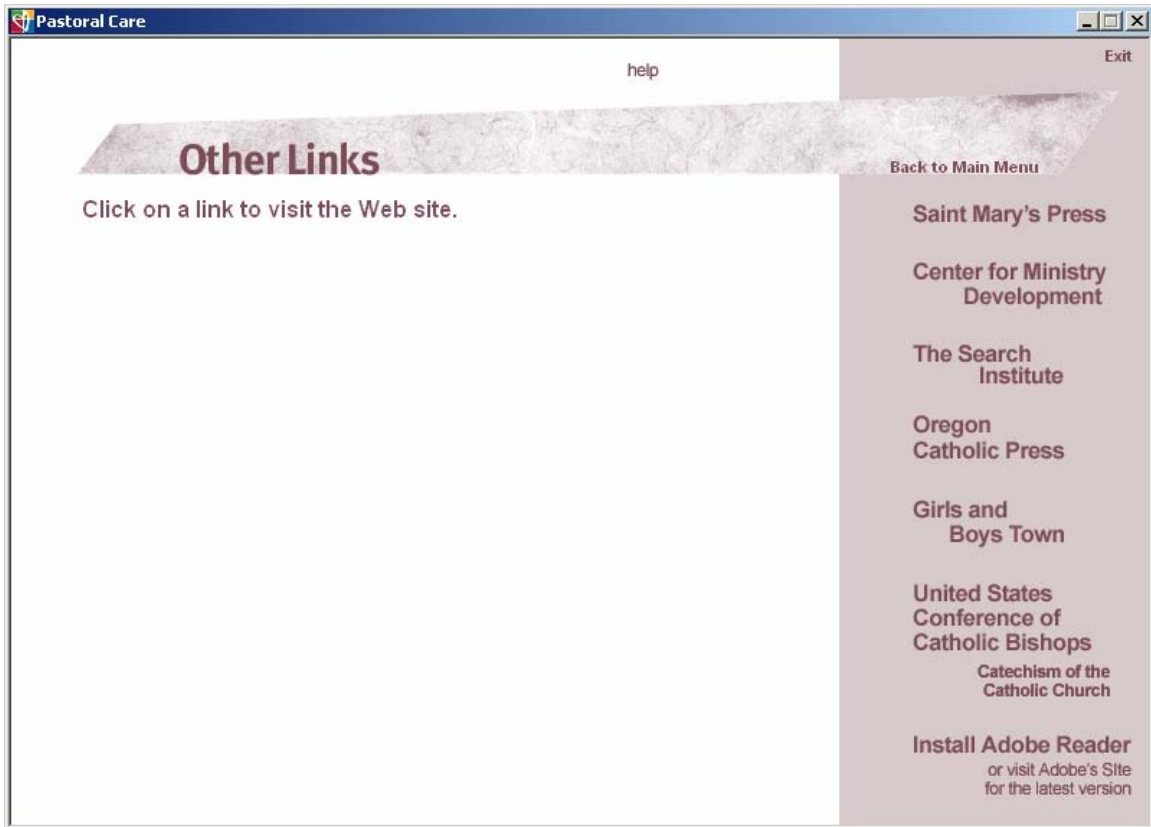 Pastoral Care
Exit
help
Other Links
Back to Main Menu
Click on a link to visit the Web site.
Saint Mary's Press
Center for Ministry
Development
The Search
Institute
Oregon
Catholic Press
Girls and
Boys Town
United States
Conference of
Catholic Bishops
Catechism of the
Catholic Church
Install Adobe Reader
or visit Adobe's SIte
for the latest version